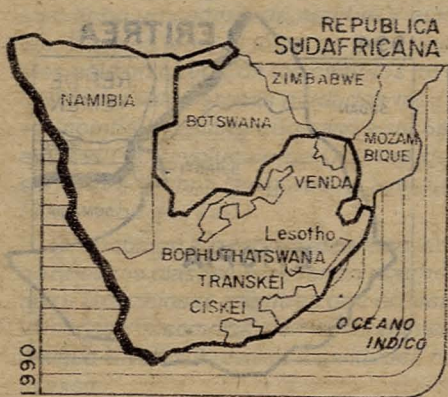 REPUBLICA
SUDAFRICANA
ZIMBABWE
NAMIBIA
BOTSWANA
MOZAM
BIQUE
VENDA
Lesotho
BOPHUTHATSWANA
TRANSKEI
CISKEI
OCEANO
INDICO
1990
ERITREA